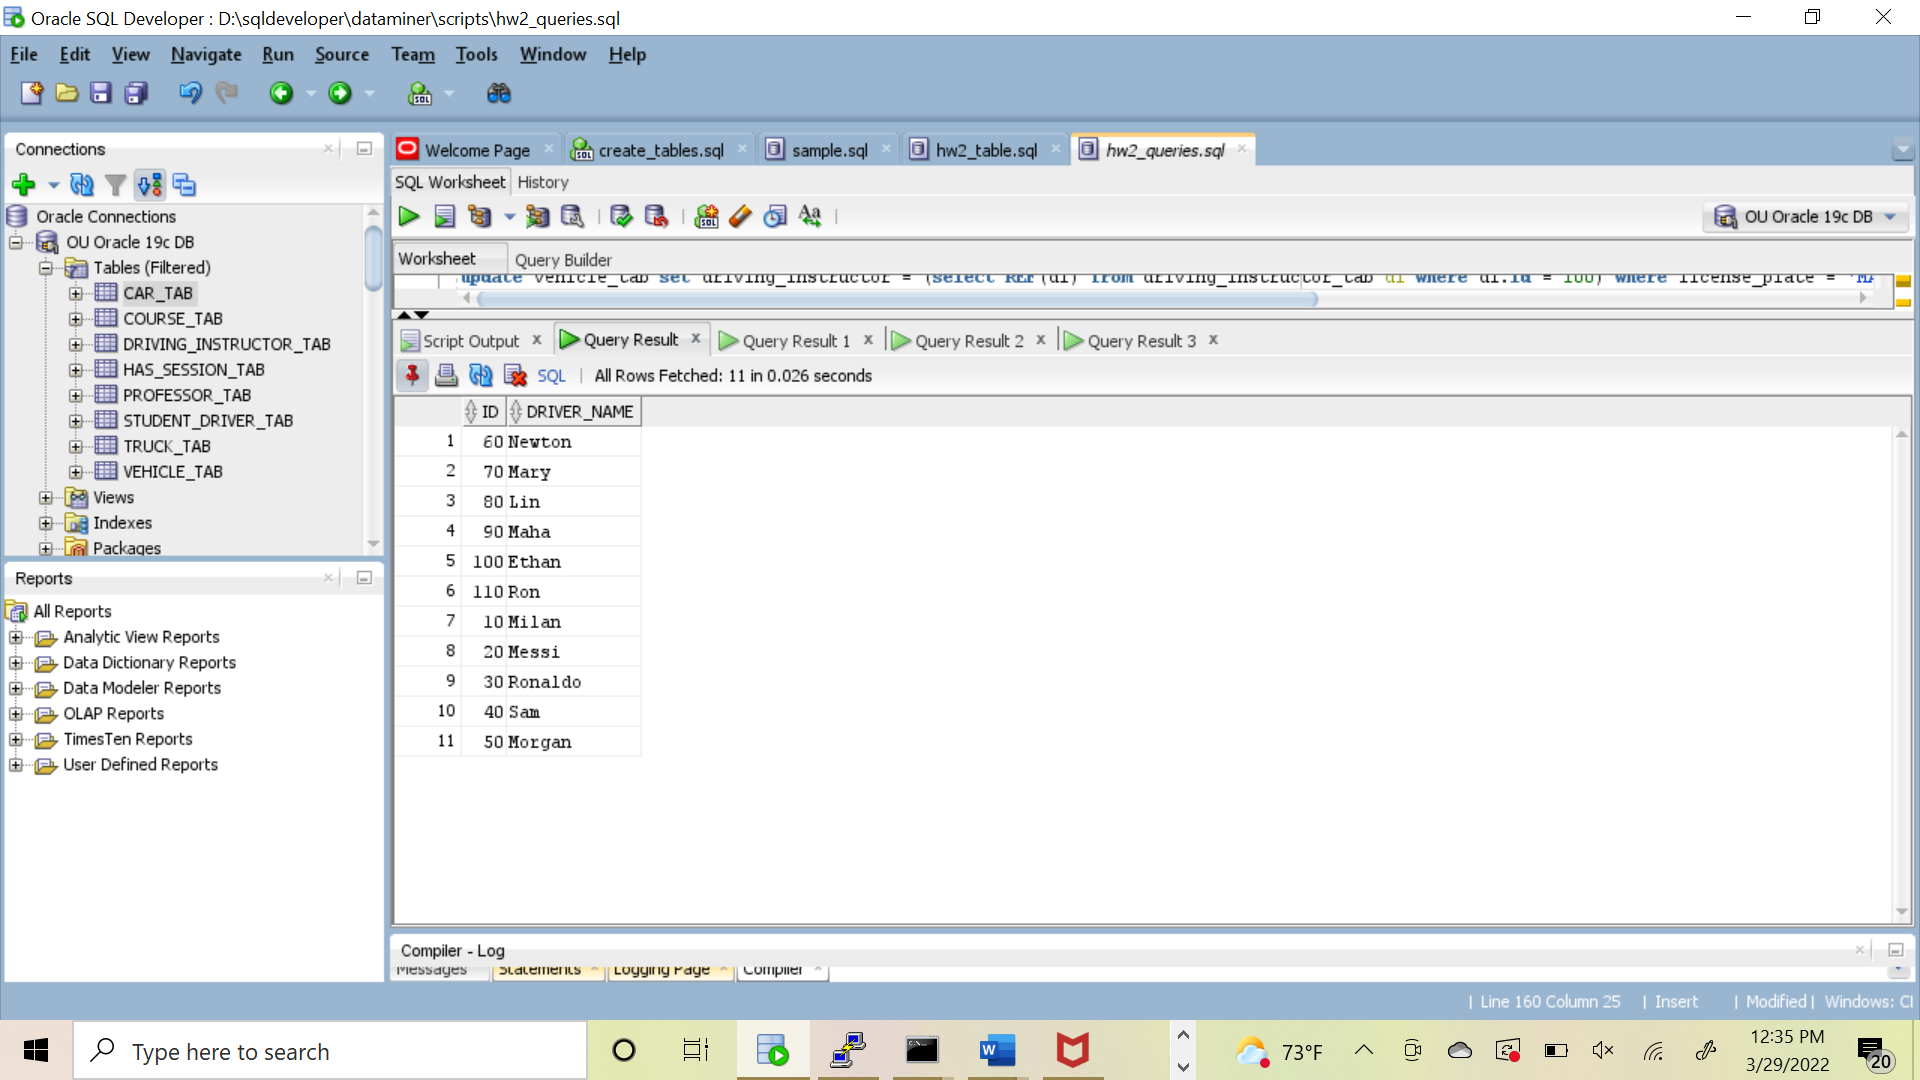 Oracle SQL Developer : D:\sqldeveloper\dataminer\scripts\hw2_queries.sql
File Edit View Navigate Run Source Team Tools Window Help
Connections
Oracle Connections
OU Oracle 19c DB
Tables (Filtered)
CAR_TAB
COURSE_TAB
DRIVING_INSTRUCTOR_TAB
HAS_SESSION_TAB
PROFESSOR_TAB
STUDENT_DRIVER_TAB
TRUCK_TAB
VEHICLE_TAB
Views
Indexes
Packages
Reports
All Reports
Analytic View Reports
Data Dictionary Reports
Data Modeler Reports
OLAP Reports
TimesTen Reports
User Defined Reports
Welcome Page create_tables.sql sample.sql hw2_table.sql hw2_queries.sql
SQL Worksheet History
OU Oracle 19c DB
Worksheet Query Builder
update vehicle_tab set driving_instructor = (select REF(di) from driving_instructor_tab di where di.id = 100) where license_plate = 'MA
Script Output Query Result Query Result 1 Query Result 2 Query Result 3
SQL | All Rows Fetched: 11 in 0.026 seconds
ID DRIVER_NAME
1 60 Newton
2 70 Mary
3 80 Lin
4 90 Maha
5 100 Ethan
6 110 Ron
7 10 Milan
8 20 Messi
9 30 Ronaldo
10 40 Sam
11 50 Morgan
Compiler - Log
Messages Statements Logging Page Compiler
| Line 160 Column 25 | Insert | Modified | Windows: Cl
Type here to search
73°F
12:35 PM
3/29/2022
20